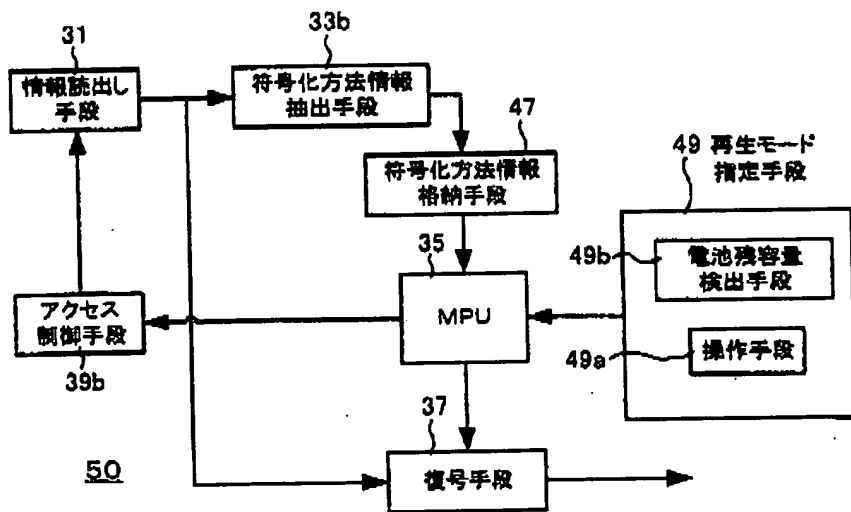 31
情報読出し
手段
33b
符号化方法情報
抽出手段
47
符号化方法情報
格納手段
49 再生モード
指定手段
49b
電池残容量
検出手段
49a
操作手段
35
MPU
アクセス
制御手段
39b
37
復号手段
50